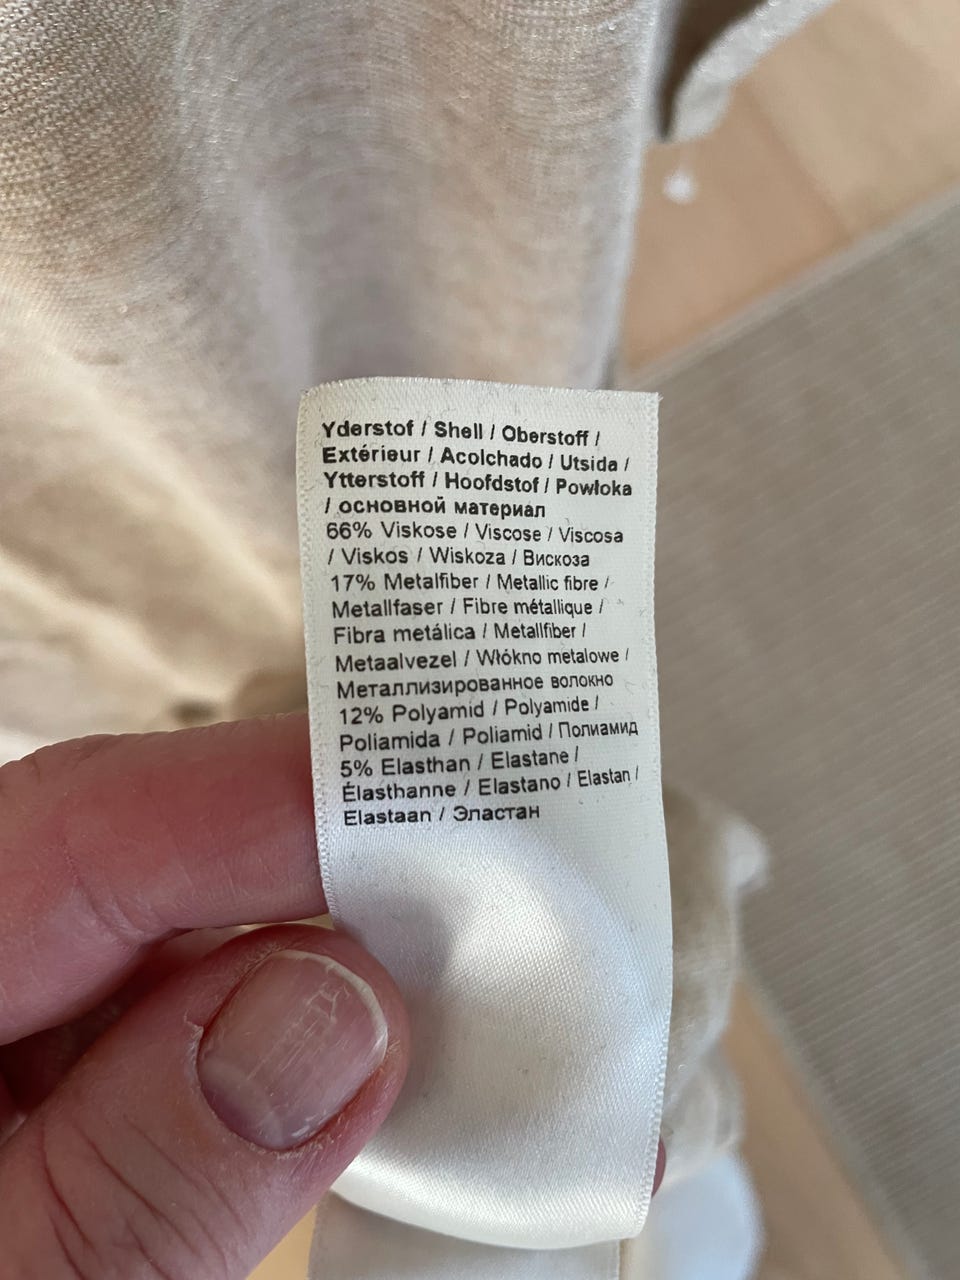 Yderstof / Shell / Oberstoff /
Extérieur / Acolchado / Utsida /
Ytterstoff / Hoofdstof / Powłoka
/ основной материал
66% Viskose / Viscose / Viscosa
/ Viskos / Wiskoza / Вискоза
17% Metalfiber / Metallic fibre /
Metallfaser / Fibre métallique /
Fibra metálica / Metallfiber /
Metaalvezel / Włókno metalowe /
Металлизированное волокно
12% Polyamid / Polyamide /
Poliamida / Poliamid / Полиамид
5% Elasthan / Elastane /
Élasthanne / Elastano / Elastan /
Elastaan / Эластан